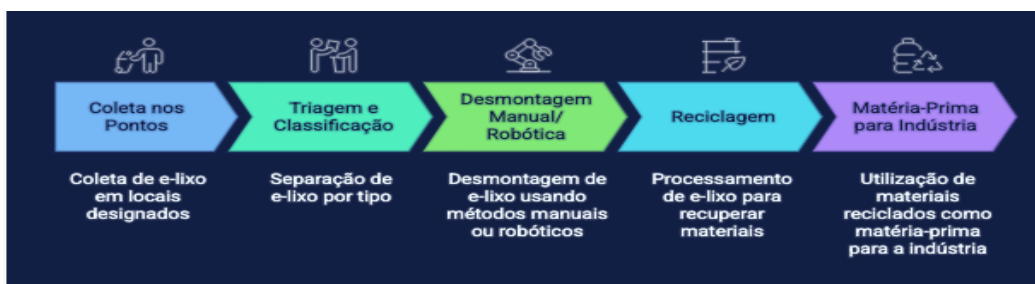 Coleta nos
Pontos
Triagem e
Classificação
Desmontagem
Manual/
Robótica
Reciclagem
Matéria-Prima
para Indústria
Coleta de e-lixo
em locais
designados
Separação de
e-lixo por tipo
Desmontagem de
e-lixo usando
métodos manuais
ou robóticos
Processamento
de e-lixo para
recuperar
materiais
Utilização de
materiais
reciclados como
matéria-prima
para a indústria